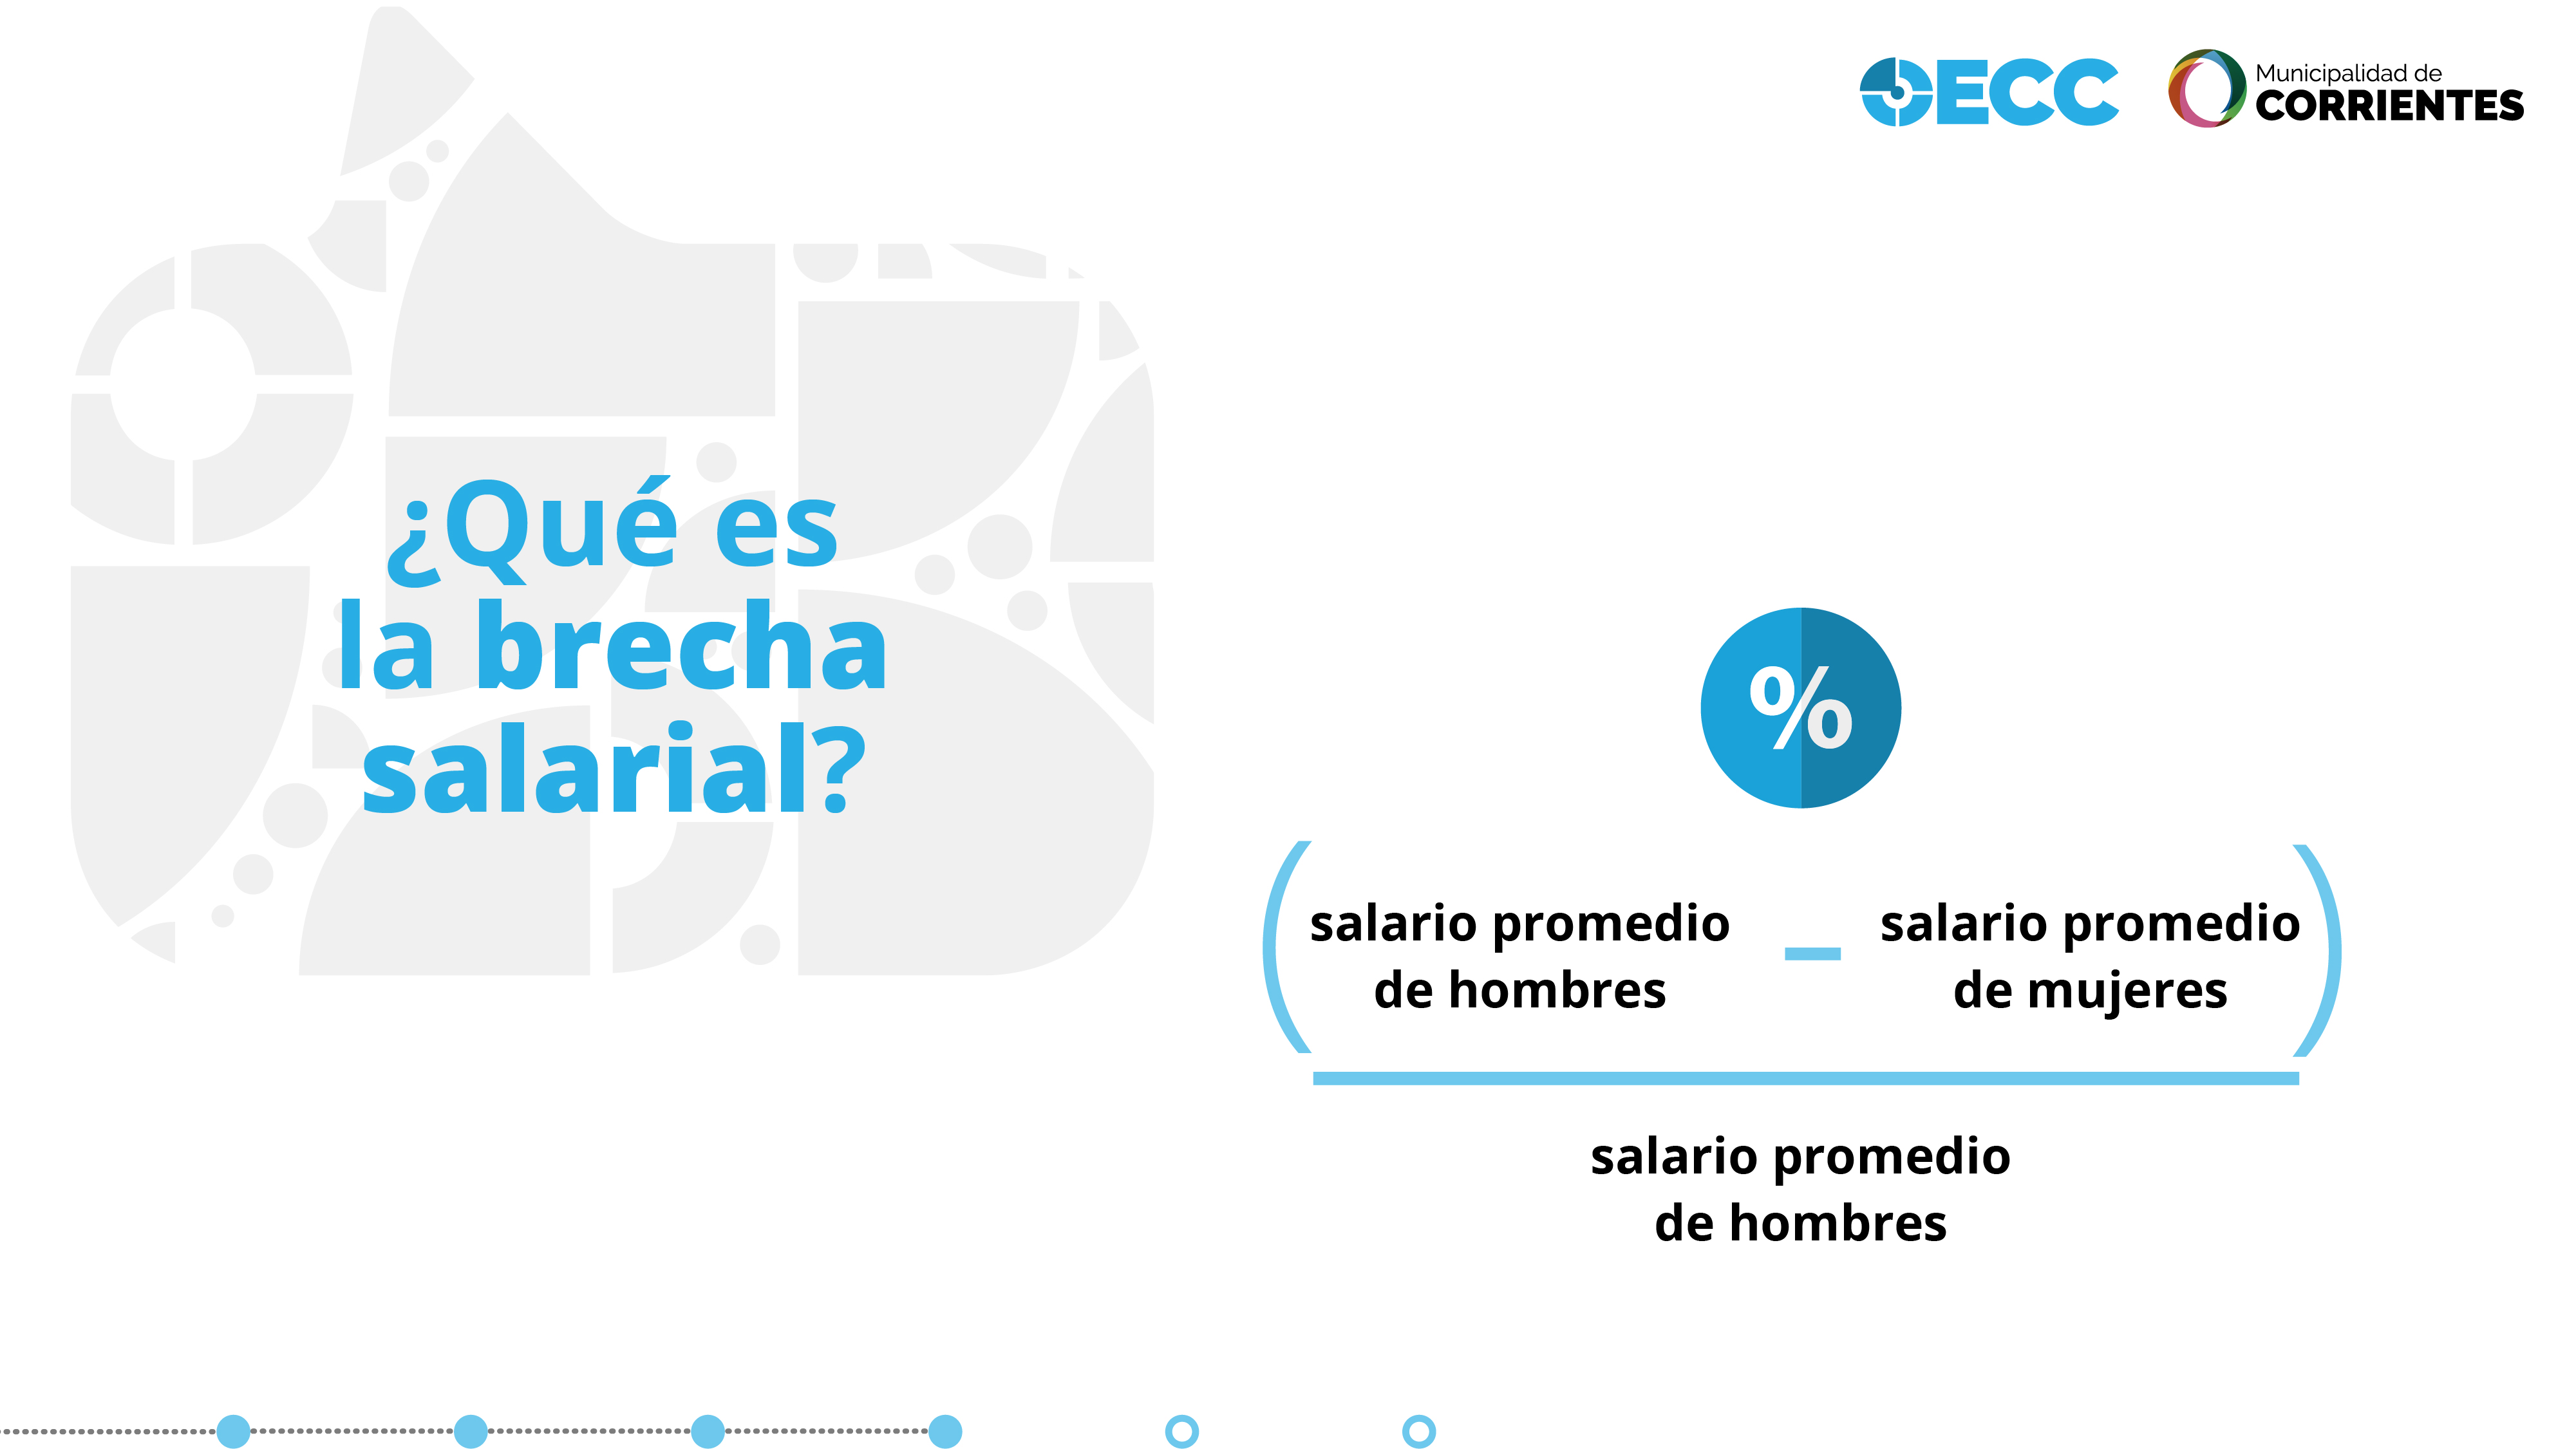 OECC
Municipalidad de
CORRIENTES
¿Qué es
la brecha
salarial?
%
( salario promedio de hombres – salario promedio de mujeres )
salario promedio
de hombres